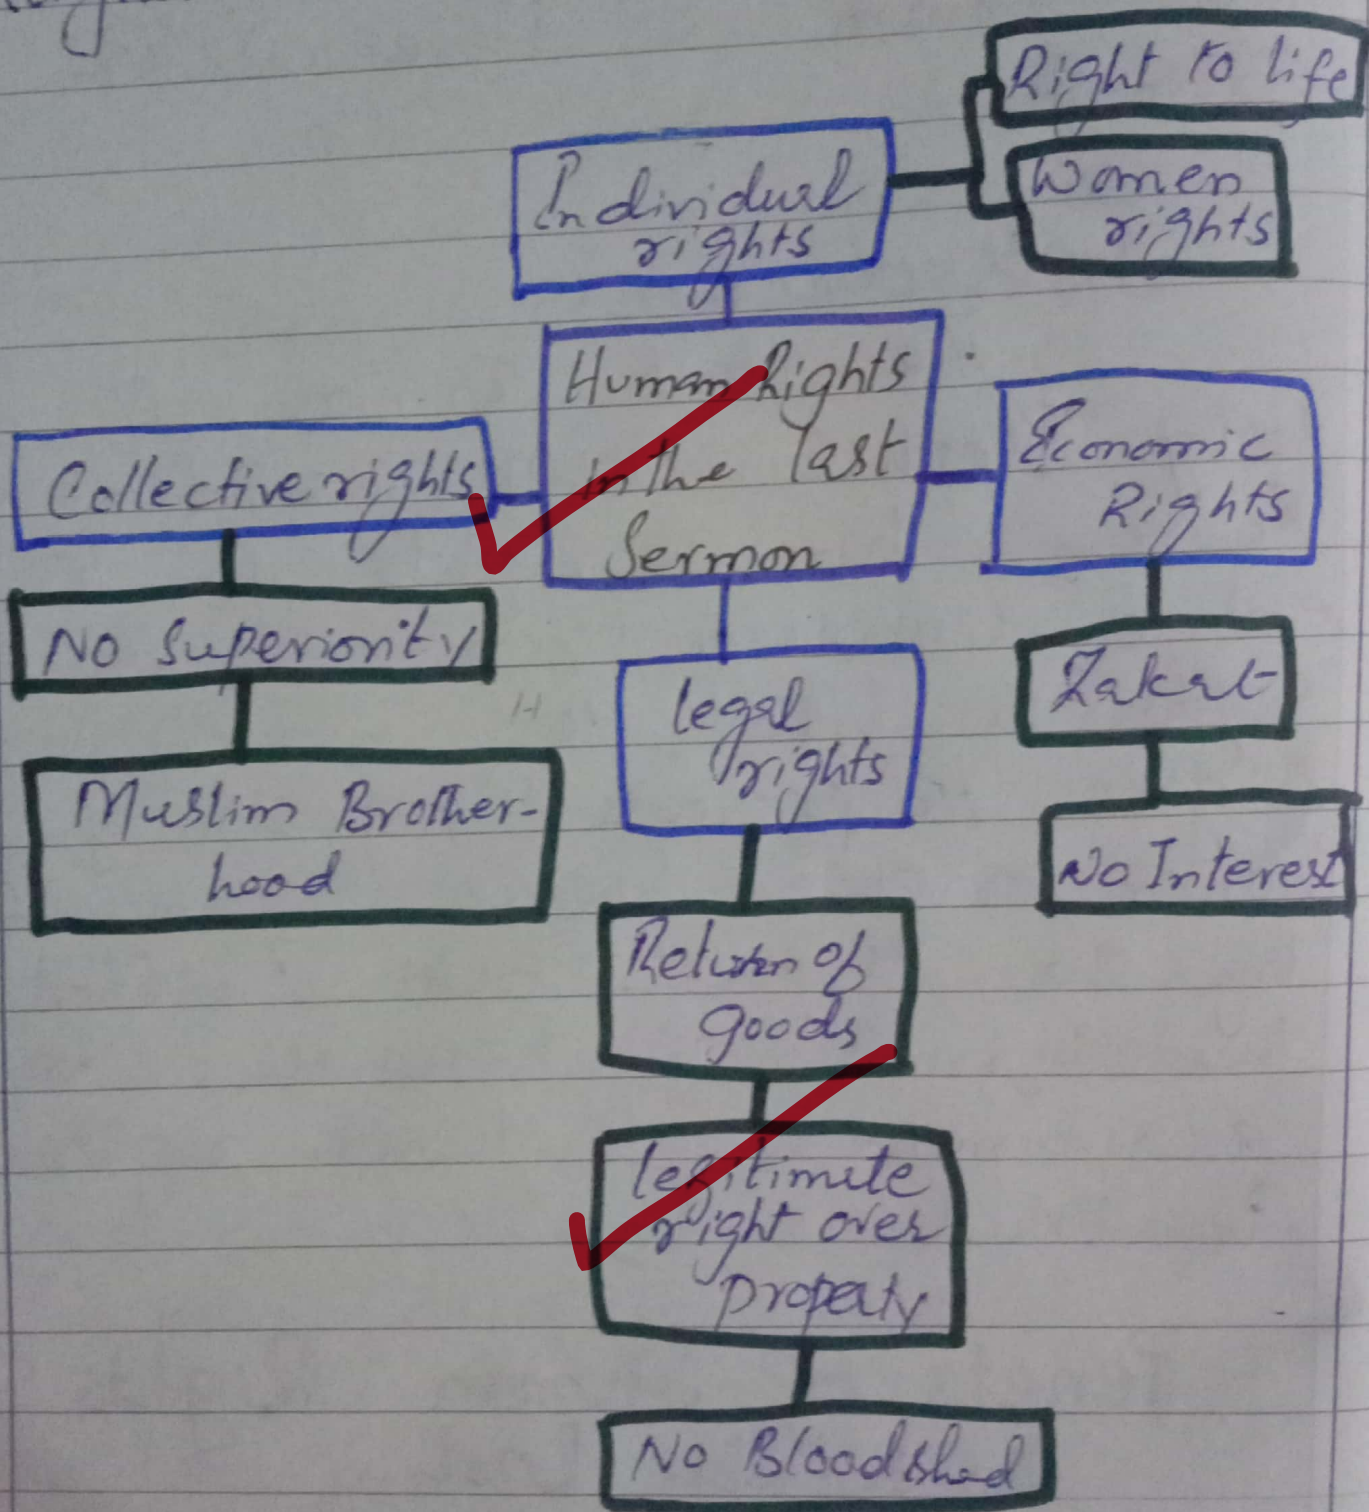 Right to life
Individual
rights
Women
rights
Human Rights
in the last
Sermon
Collective rights
Economic
Rights
No Superiority
Muslim Brother-
hood
legal
rights
Zakat
No Interest
Return of
goods
legitimate
right over
property
No Bloodshed